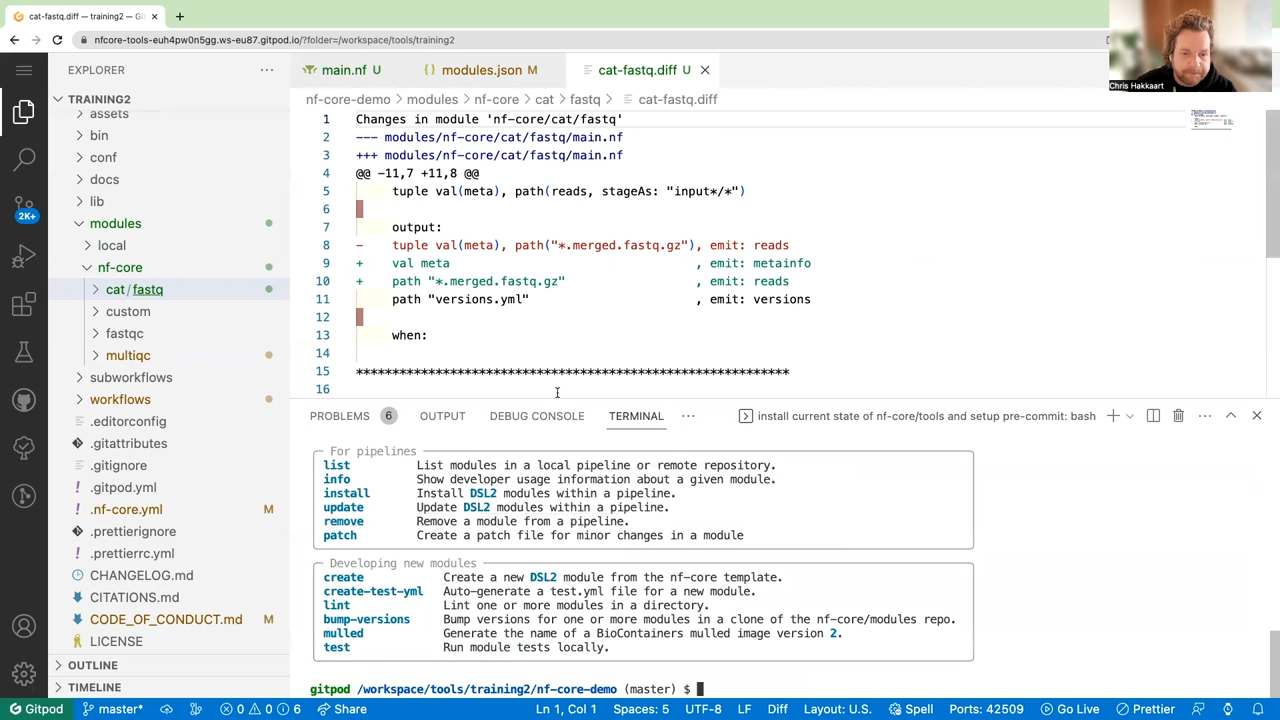 cat-fastq.diff — training2 — Gi
nfcore-tools-euh4pw0n5gg.ws-eu87.gitpod.io/?folder=/workspace/tools/training2
Chris Hakkaart
EXPLORER
TRAINING2
assets
bin
conf
docs
lib
modules
local
nf-core
cat/fastq
custom
fastqc
multiqc
subworkflows
workflows
.editorconfig
.gitattributes
.gitignore
.gitpod.yml
.nf-core.yml M
.prettierignore
.prettierrc.yml
CHANGELOG.md
CITATIONS.md
CODE_OF_CONDUCT.md M
LICENSE
OUTLINE
TIMELINE
2K+
main.nf U
modules.json M
cat-fastq.diff U
nf-core-demo > modules > nf-core > cat > fastq > cat-fastq.diff
1 Changes in module 'nf-core/cat/fastq'
2 --- modules/nf-core/cat/fastq/main.nf
3 +++ modules/nf-core/cat/fastq/main.nf
4 @@ -11,7 +11,8 @@
5 tuple val(meta), path(reads, stageAs: "input*/*")
6
7 output:
8 - tuple val(meta), path("*.merged.fastq.gz"), emit: reads
9 + val meta , emit: metainfo
10 + path "*.merged.fastq.gz" , emit: reads
11 path "versions.yml" , emit: versions
12
13 when:
14
15 ************************************************************
16
PROBLEMS 6 OUTPUT DEBUG CONSOLE TERMINAL
install current state of nf-core/tools and setup pre-commit: bash
For pipelines
list List modules in a local pipeline or remote repository.
info Show developer usage information about a given module.
install Install DSL2 modules within a pipeline.
update Update DSL2 modules within a pipeline.
remove Remove a module from a pipeline.
patch Create a patch file for minor changes in a module
Developing new modules
create Create a new DSL2 module from the nf-core template.
create-test-yml Auto-generate a test.yml file for a new module.
lint Lint one or more modules in a directory.
bump-versions Bump versions for one or more modules in a clone of the nf-core/modules repo.
mulled Generate the name of a BioContainers mulled image version 2.
test Run module tests locally.
gitpod /workspace/tools/training2/nf-core-demo (master) $
Gitpod master* 0 0 6 Share Ln 1, Col 1 Spaces: 5 UTF-8 LF Diff Layout: U.S. Spell Ports: 42509 Go Live Prettier